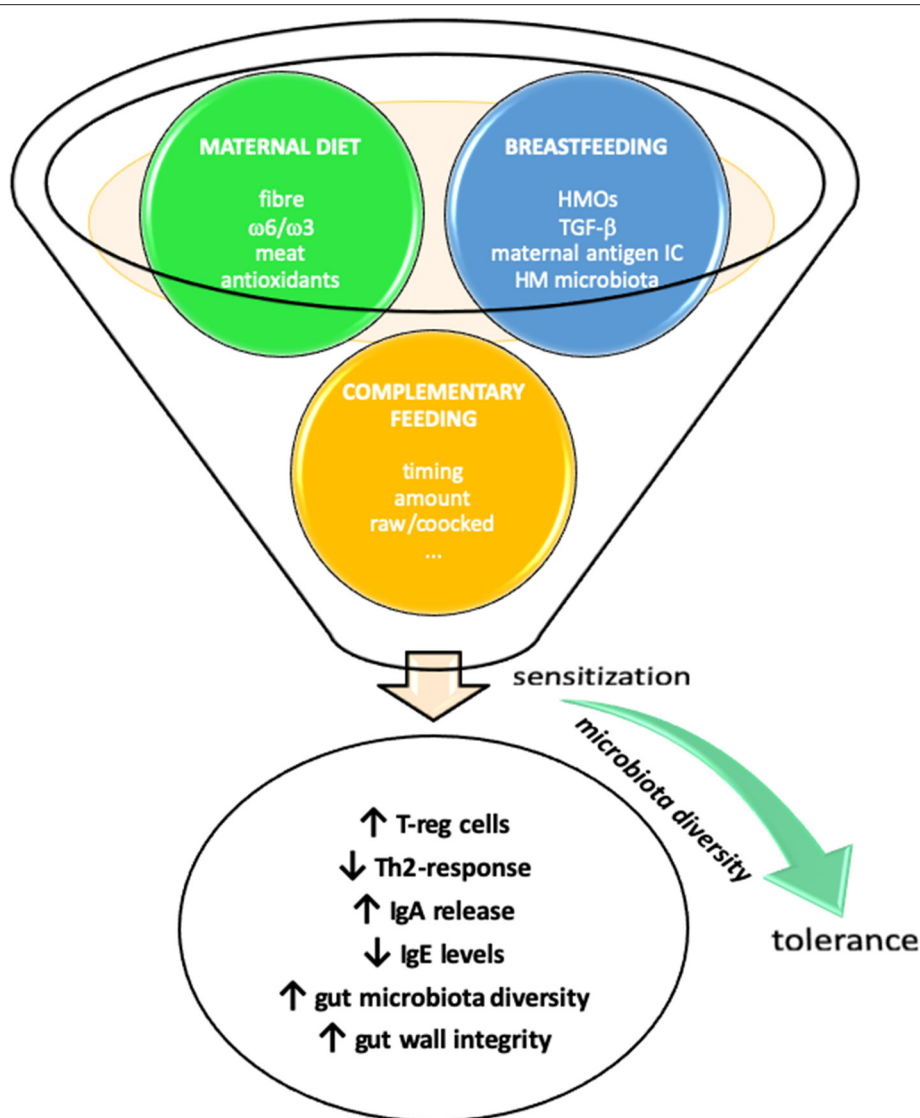 MATERNAL DIET
fibre
ω6/ω3
meat
antioxidants
BREASTFEEDING
HMOs
TGF-β
maternal antigen IC
HM microbiota
COMPLEMENTARY
FEEDING
timing
amount
raw/coocked
...
sensitization
microbiota diversity
tolerance
↑ T-reg cells
↓ Th2-response
↑ IgA release
↓ IgE levels
↑ gut microbiota diversity
↑ gut wall integrity